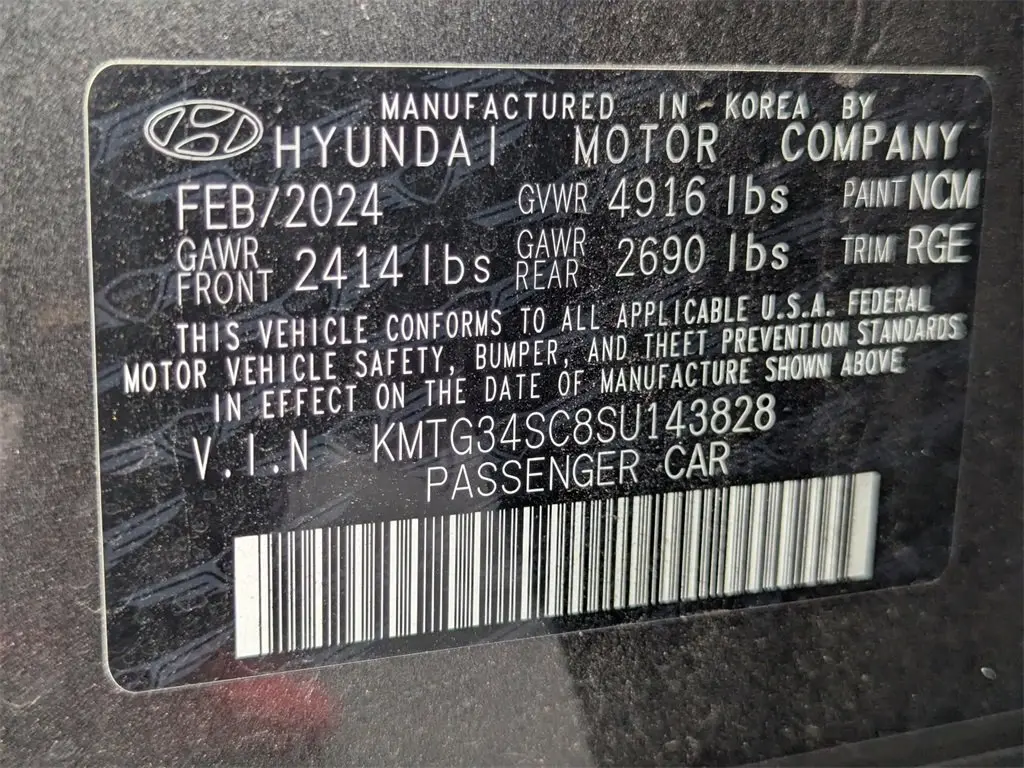 MANUFACTURED IN KOREA BY
HYUNDAI MOTOR COMPANY
FEB/2024 GVWR 4916 lbs PAINT NCM
GAWR FRONT 2414 lbs GAWR REAR 2690 lbs TRIM RGE
THIS VEHICLE CONFORMS TO ALL APPLICABLE U.S.A. FEDERAL
MOTOR VEHICLE SAFETY, BUMPER, AND THEFT PREVENTION STANDARDS
IN EFFECT ON THE DATE OF MANUFACTURE SHOWN ABOVE
V.I.N KMTG34SC8SU143828
PASSENGER CAR